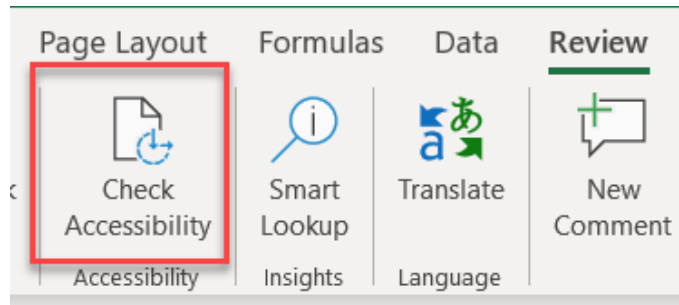 Page Layout Formulas Data Review
Check Accessibility
Smart Lookup
Translate
New Comment
Accessibility Insights Language